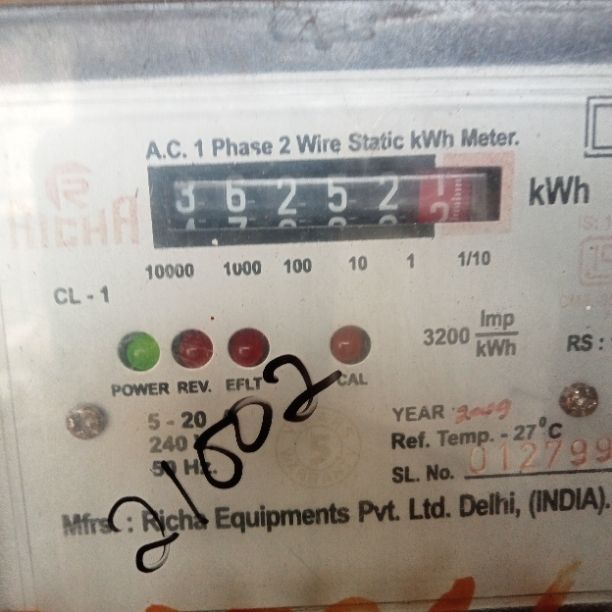 A.C. 1 Phase 2 Wire Static kWh Meter.
RICHA
3 6 2 5 2 1 kWh
10000 1000 100 10 1 1/10
CL - 1
3200 Imp/kWh
RS :
POWER REV. EFLT CAL
5 - 20
240
50 Hz.
YEAR 2009
Ref. Temp. - 27°C
SL. No. 012799
Mfrs. : Richa Equipments Pvt. Ltd. Delhi, (INDIA).
21002